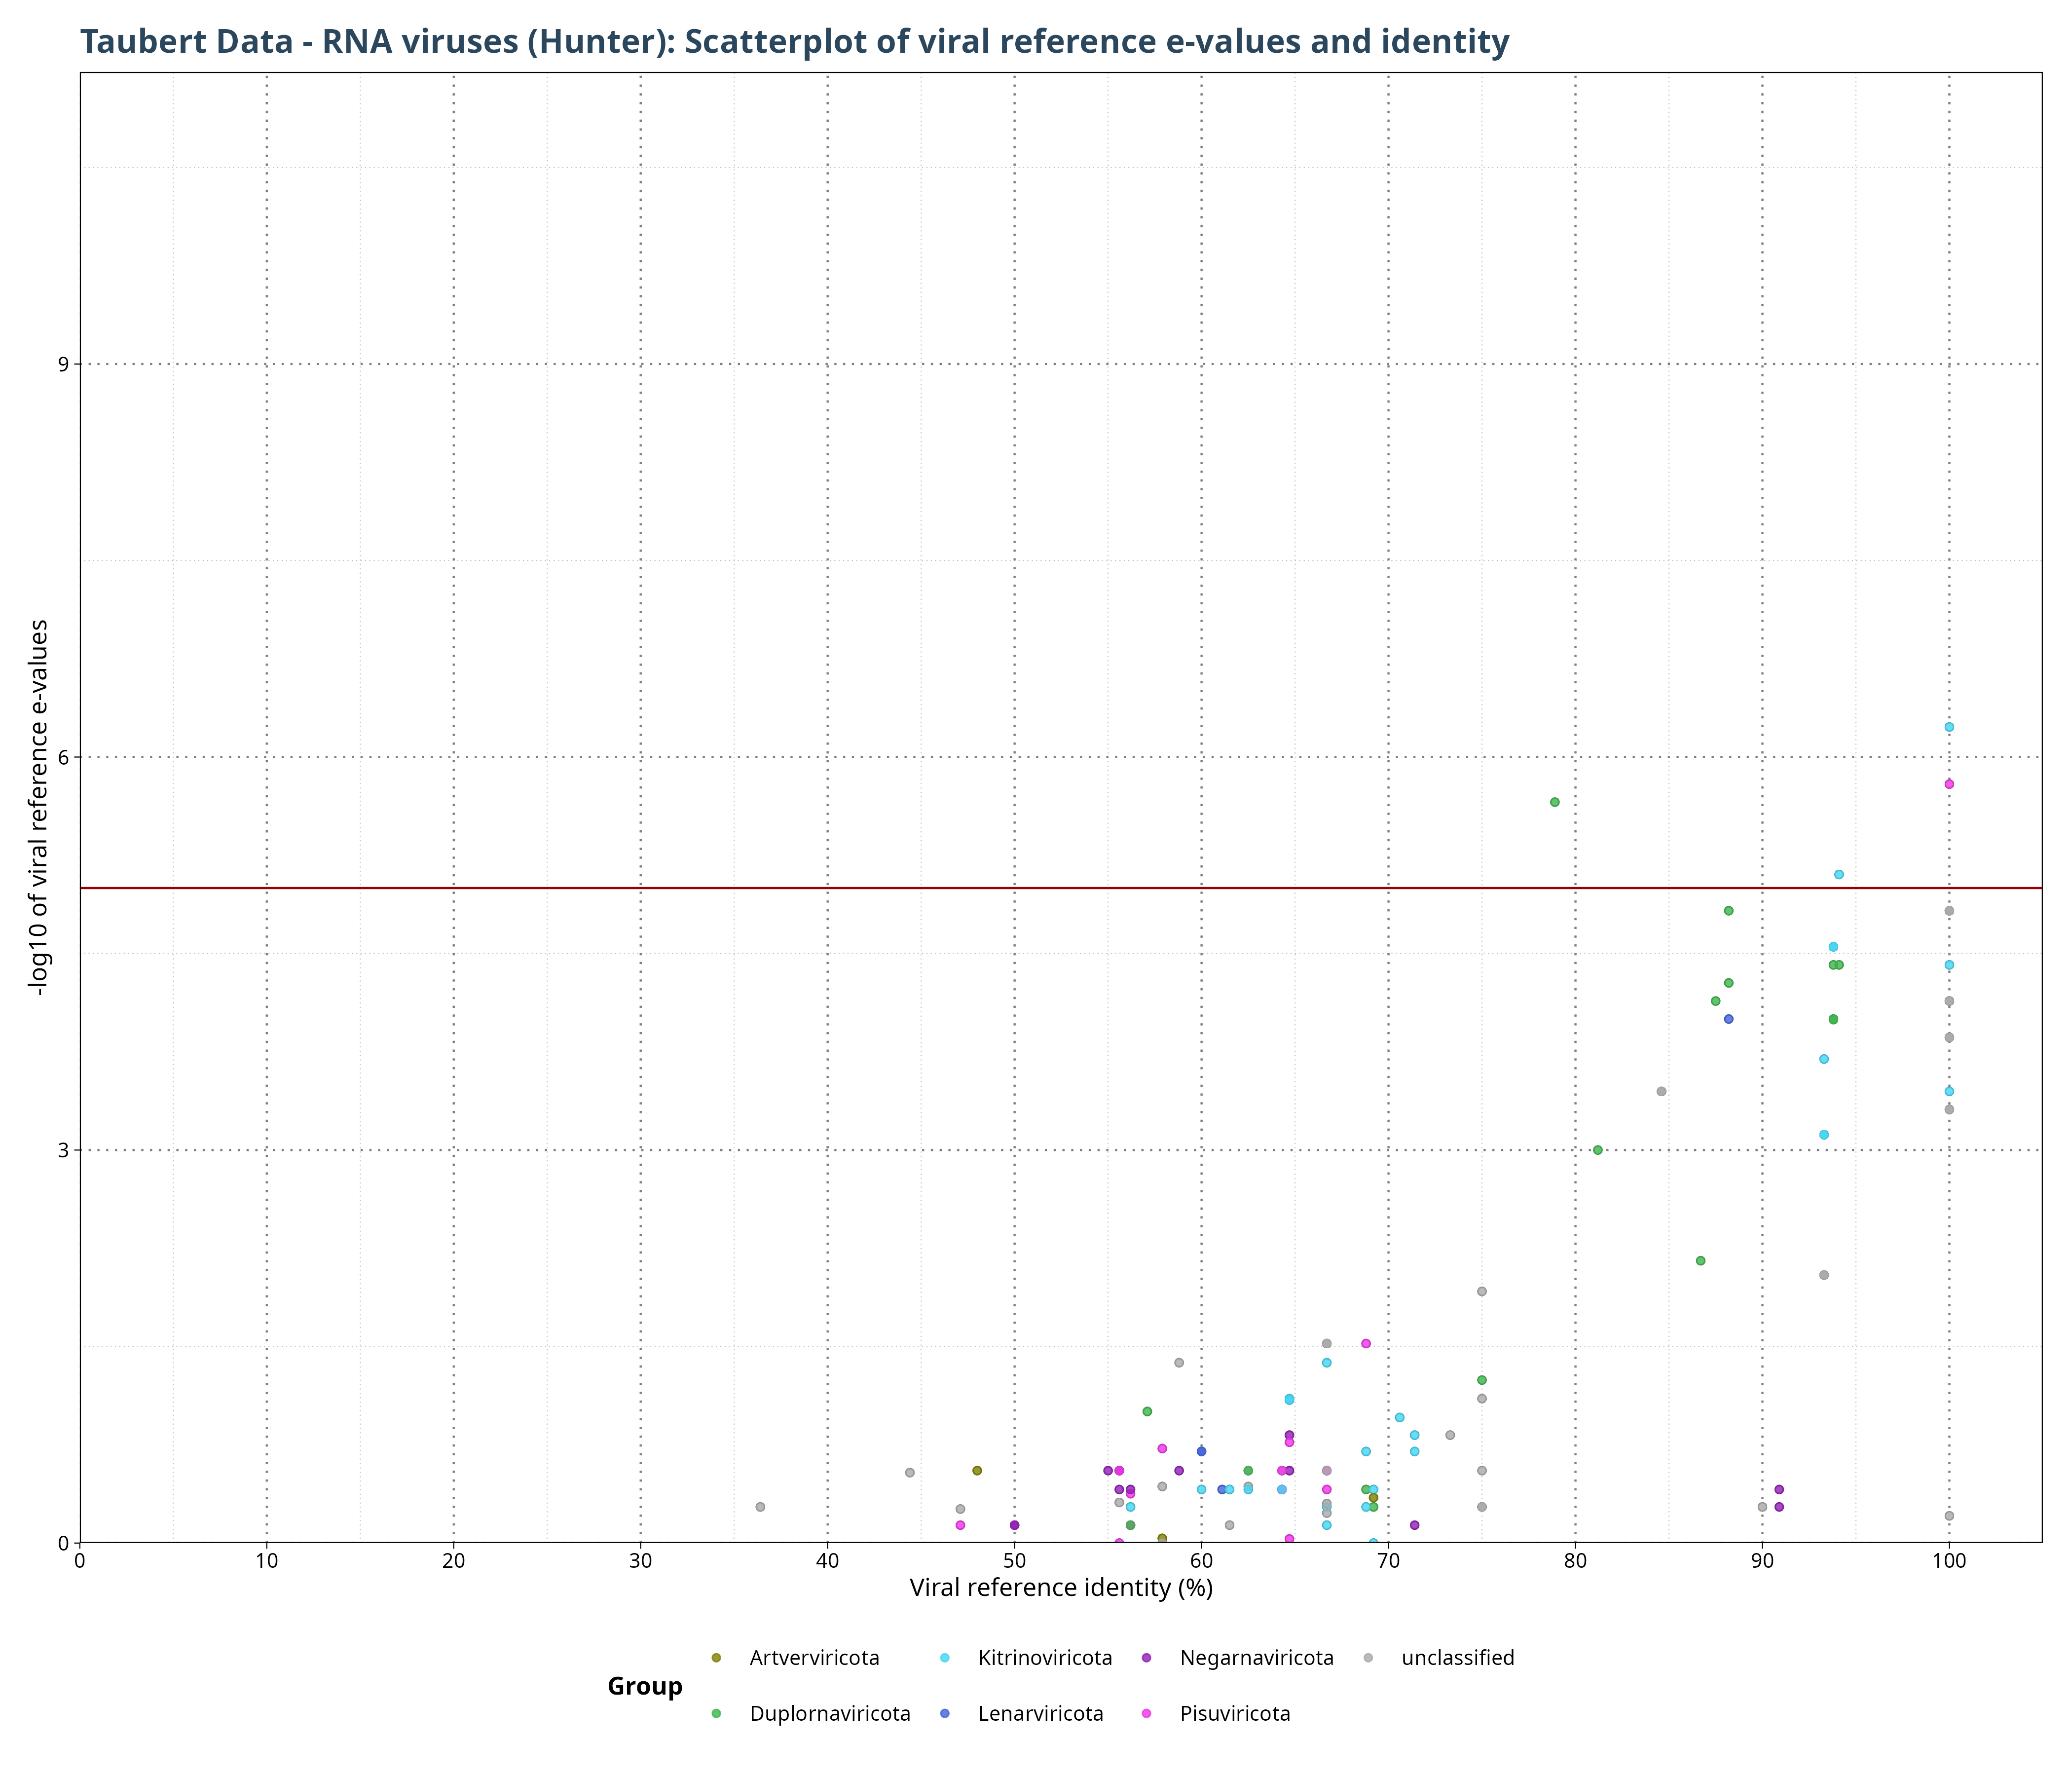 Taubert Data - RNA viruses (Hunter): Scatterplot of viral reference e-values and identity
-log10 of viral reference e-values
9
6
3
0
0 10 20 30 40 50 60 70 80 90 100
Viral reference identity (%)
Group
Artverviricota Kitrinoviricota Negarnaviricota unclassified
Duplornaviricota Lenarviricota Pisuviricota